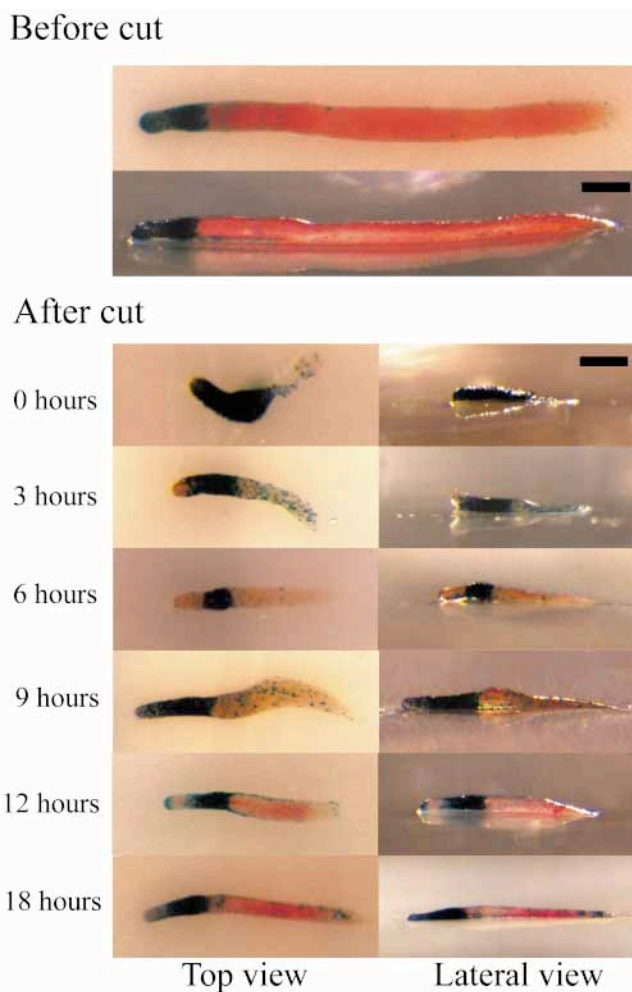 Before cut
After cut
0 hours
3 hours
6 hours
9 hours
12 hours
18 hours
Top view
Lateral view